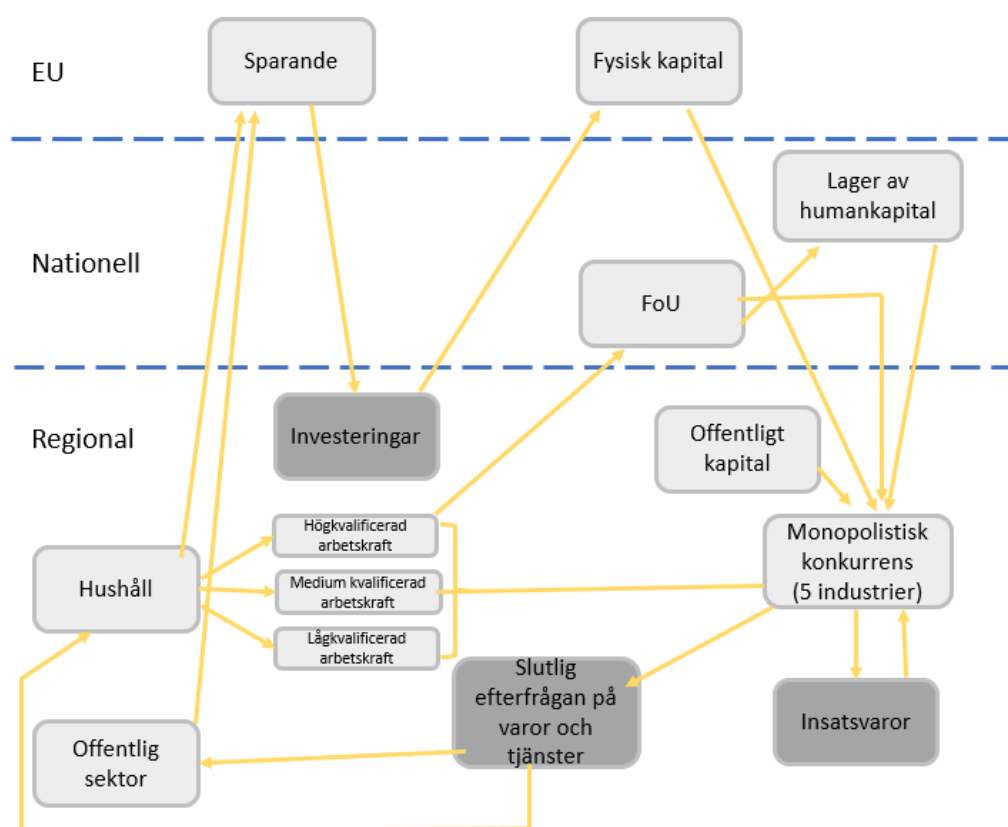 EU
Sparande
Fysisk kapital
Nationell
Lager av
humankapital
FoU
Regional
Investeringar
Offentligt
kapital
Hushåll
Högkvalificerad
arbetskraft
Medium kvalificerad
arbetskraft
Lågkvalificerad
arbetskraft
Monopolistisk
konkurrens
(5 industrier)
Offentlig
sektor
Slutlig
efterfrågan på
varor och
tjänster
Insatsvaror